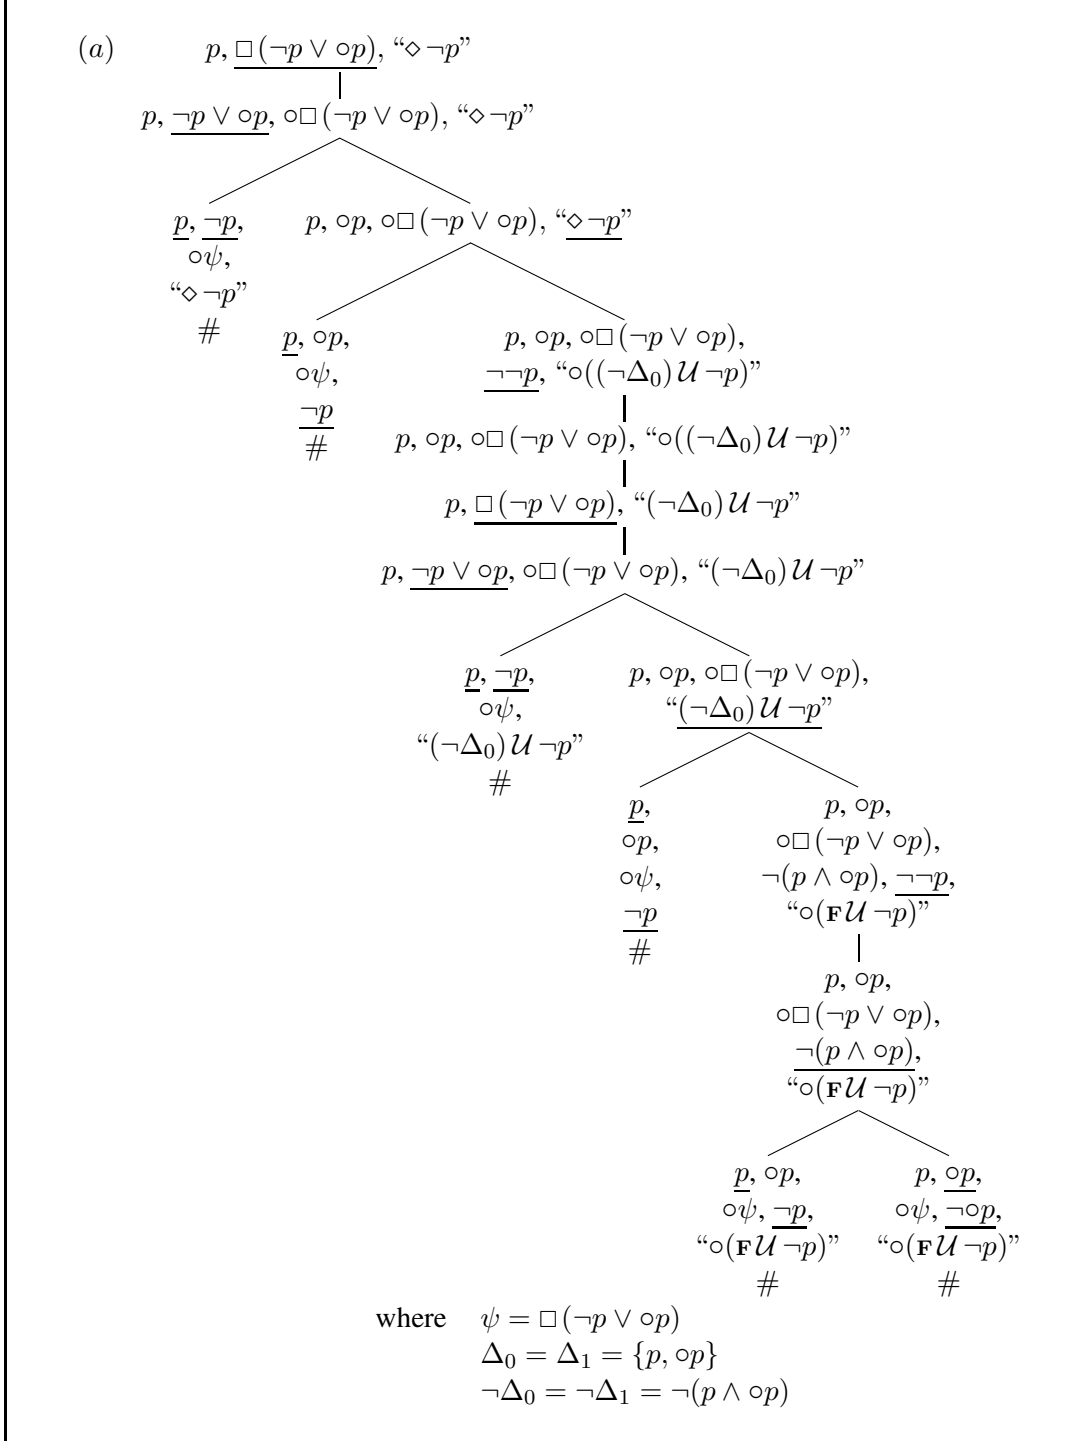 (a) p, □(¬p ∨ ○p), “◇¬p”
p, ¬p ∨ ○p, ○□(¬p ∨ ○p), “◇¬p”
p, ¬p,
○ψ,
“◇¬p”
#
p, ○p, ○□(¬p ∨ ○p), “◇¬p”
p, ○p,
○ψ,
¬p
#
p, ○p, ○□(¬p ∨ ○p),
¬¬p, “○((¬Δ₀) 𝒰 ¬p)”
p, ○p, ○□(¬p ∨ ○p), “○((¬Δ₀) 𝒰 ¬p)”
p, □(¬p ∨ ○p), “(¬Δ₀) 𝒰 ¬p”
p, ¬p ∨ ○p, ○□(¬p ∨ ○p), “(¬Δ₀) 𝒰 ¬p”
p, ¬p,
○ψ,
“(¬Δ₀) 𝒰 ¬p”
#
p, ○p, ○□(¬p ∨ ○p),
“(¬Δ₀) 𝒰 ¬p”
p,
○p,
○ψ,
¬p
#
p, ○p,
○□(¬p ∨ ○p),
¬(p ∧ ○p), ¬¬p,
“○(F 𝒰 ¬p)”
p, ○p,
○□(¬p ∨ ○p),
¬(p ∧ ○p),
“○(F 𝒰 ¬p)”
p, ○p,
○ψ, ¬p,
“○(F 𝒰 ¬p)”
#
p, ○p,
○ψ, ¬○p,
“○(F 𝒰 ¬p)”
#
where ψ = □(¬p ∨ ○p)
Δ₀ = Δ₁ = {p, ○p}
¬Δ₀ = ¬Δ₁ = ¬(p ∧ ○p)